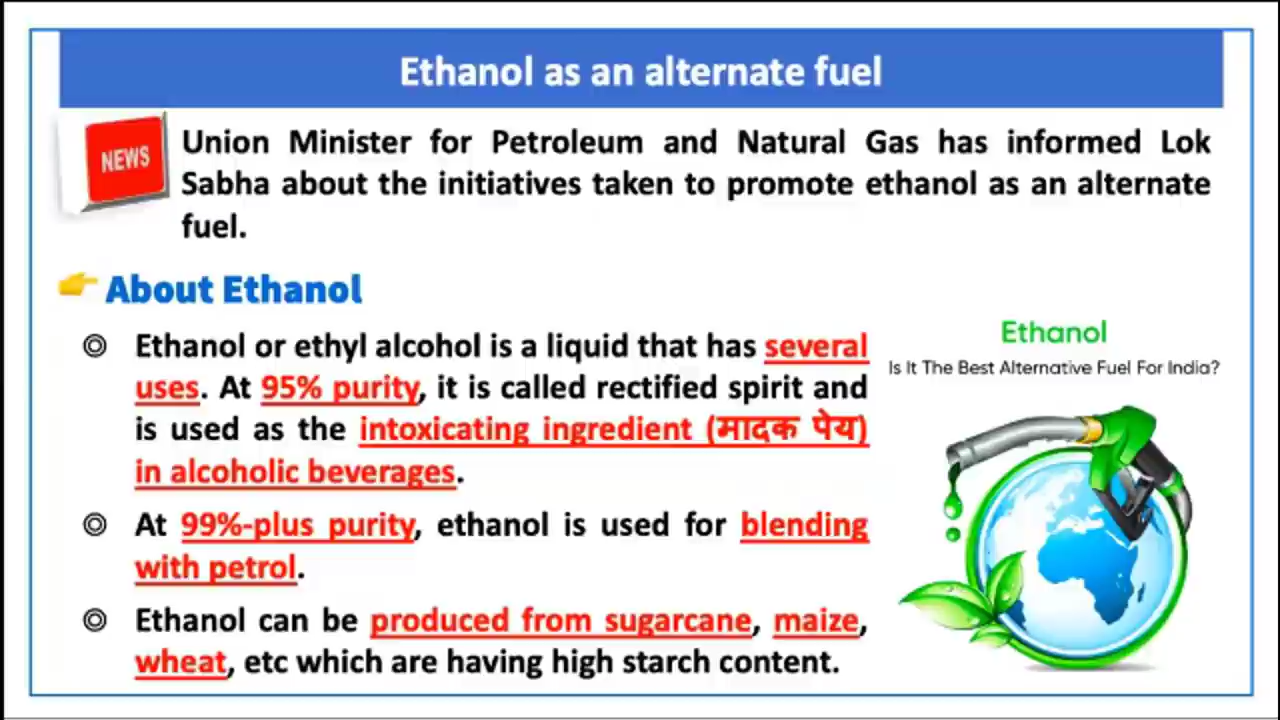 Ethanol as an alternate fuel
NEWS
Union Minister for Petroleum and Natural Gas has informed Lok
Sabha about the initiatives taken to promote ethanol as an alternate
fuel.
About Ethanol
Ethanol or ethyl alcohol is a liquid that has several
uses. At 95% purity, it is called rectified spirit and
is used as the intoxicating ingredient (मादक पेय)
in alcoholic beverages.
At 99%-plus purity, ethanol is used for blending
with petrol.
Ethanol can be produced from sugarcane, maize,
wheat, etc which are having high starch content.
Ethanol
Is It The Best Alternative Fuel For India?